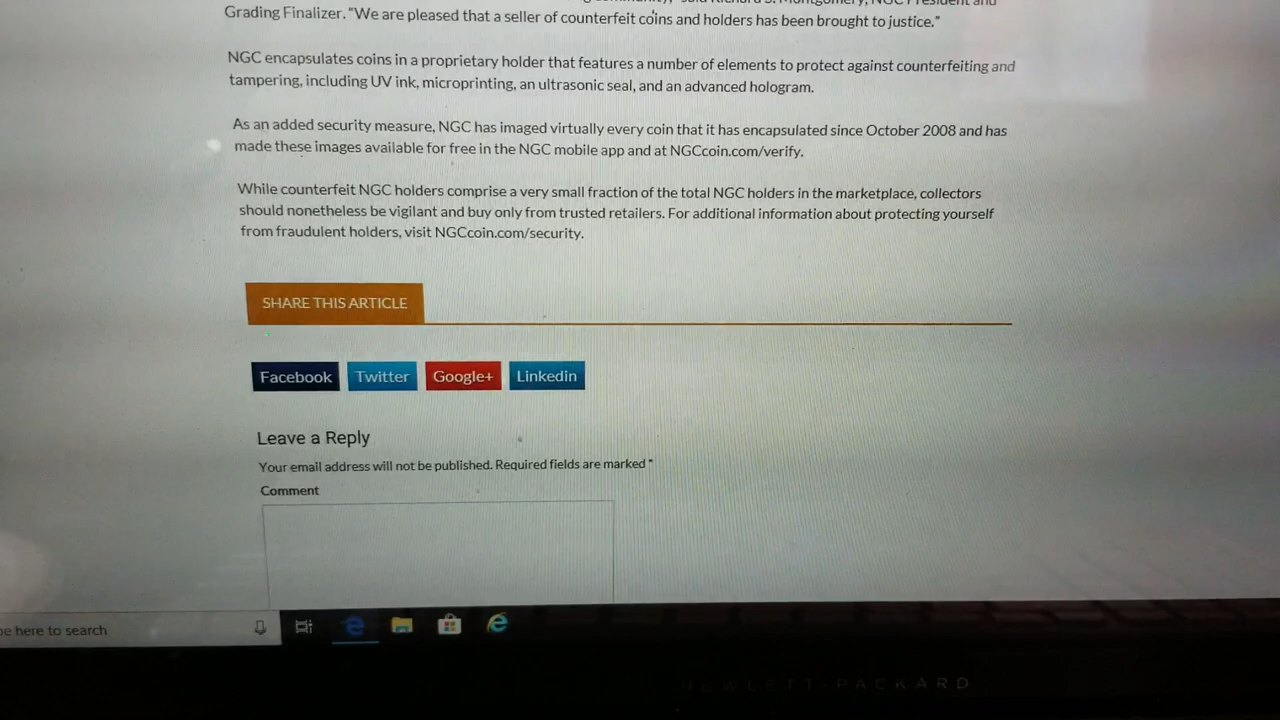 Grading Finalizer. "We are pleased that a seller of counterfeit coins and holders has been brought to justice."
NGC encapsulates coins in a proprietary holder that features a number of elements to protect against counterfeiting and
tampering, including UV ink, microprinting, an ultrasonic seal, and an advanced hologram.
As an added security measure, NGC has imaged virtually every coin that it has encapsulated since October 2008 and has
made these images available for free in the NGC mobile app and at NGCcoin.com/verify.
While counterfeit NGC holders comprise a very small fraction of the total NGC holders in the marketplace, collectors
should nonetheless be vigilant and buy only from trusted retailers. For additional information about protecting yourself
from fraudulent holders, visit NGCcoin.com/security.
SHARE THIS ARTICLE
Facebook Twitter Google+ Linkedin
Leave a Reply
Your email address will not be published. Required fields are marked *
Comment
here to search
HEWLETT-PACKARD